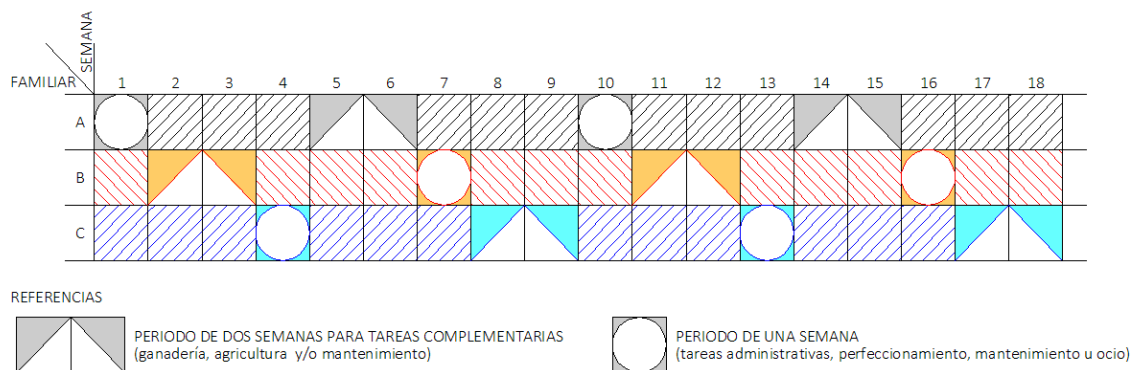 SEMANA
FAMILIAR 1 2 3 4 5 6 7 8 9 10 11 12 13 14 15 16 17 18
A
B
C
REFERENCIAS
PERIODO DE DOS SEMANAS PARA TAREAS COMPLEMENTARIAS
(ganadería, agricultura y/o mantenimiento)
PERIODO DE UNA SEMANA
(tareas administrativas, perfeccionamiento, mantenimiento u ocio)